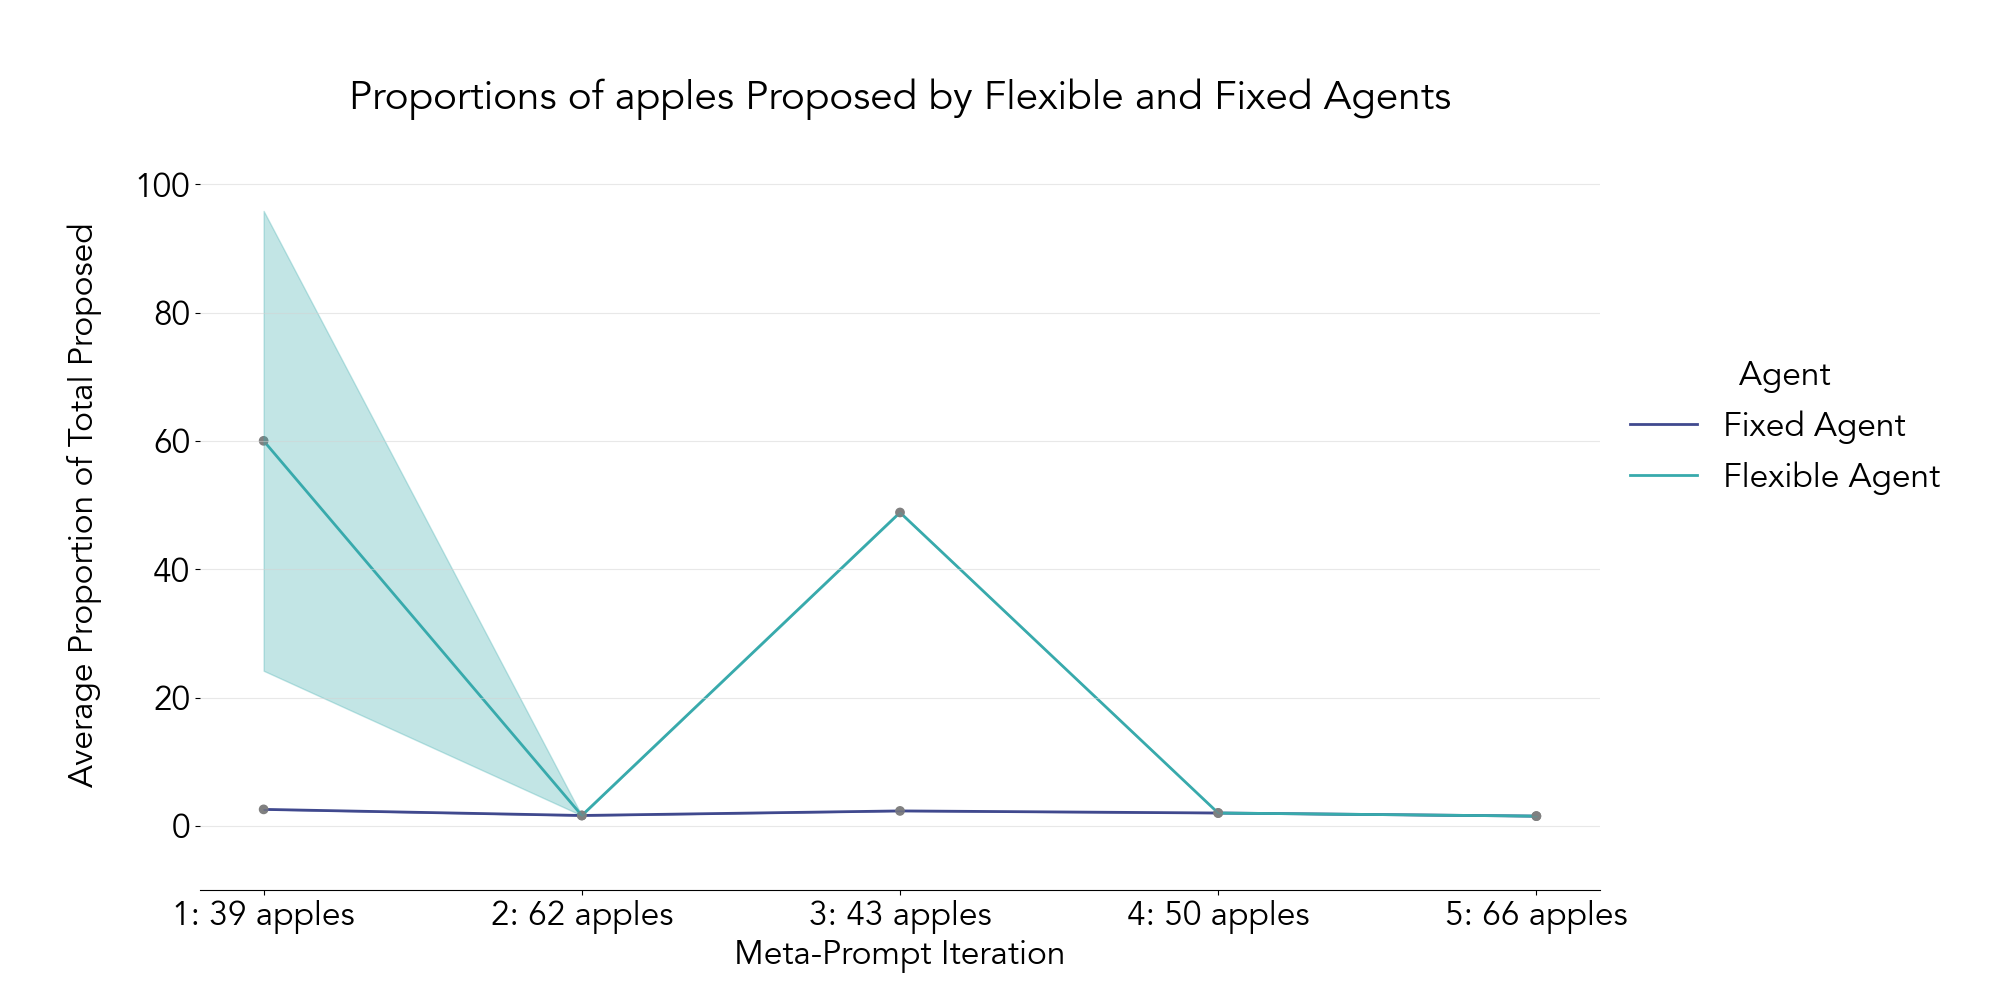 Proportions of apples Proposed by Flexible and Fixed Agents
Average Proportion of Total Proposed
100
80
60
40
20
0
1: 39 apples
2: 62 apples
3: 43 apples
4: 50 apples
5: 66 apples
Meta-Prompt Iteration
Agent
Fixed Agent
Flexible Agent